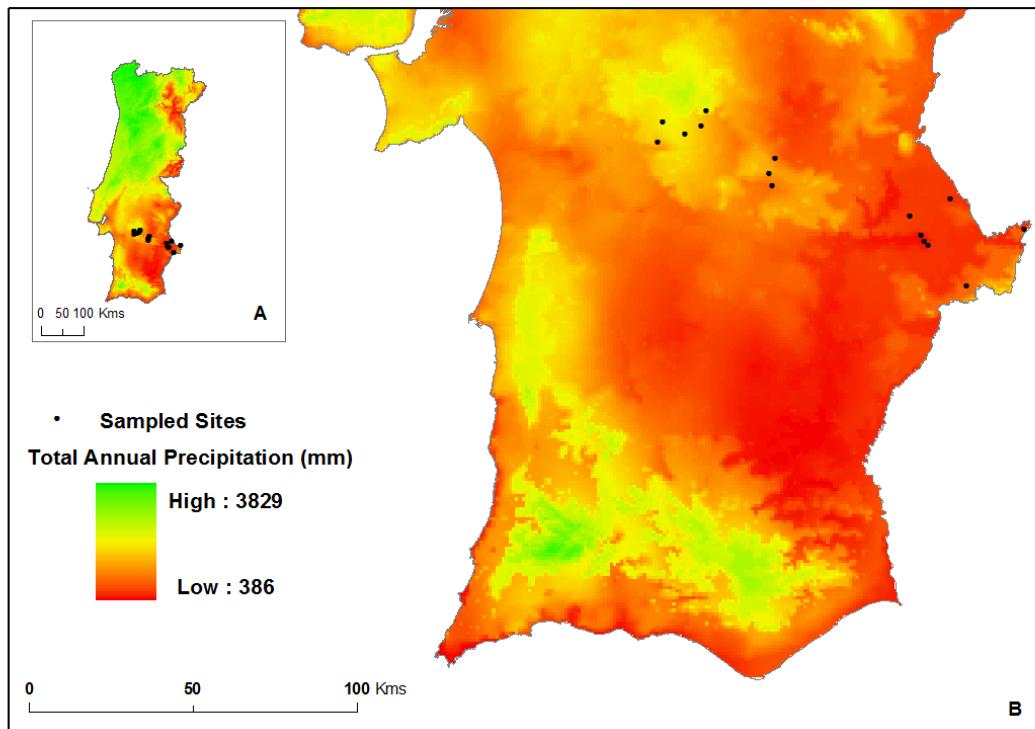 0 50 100 Kms
A
Sampled Sites
Total Annual Precipitation (mm)
High : 3829
Low : 386
0 50 100 Kms
B